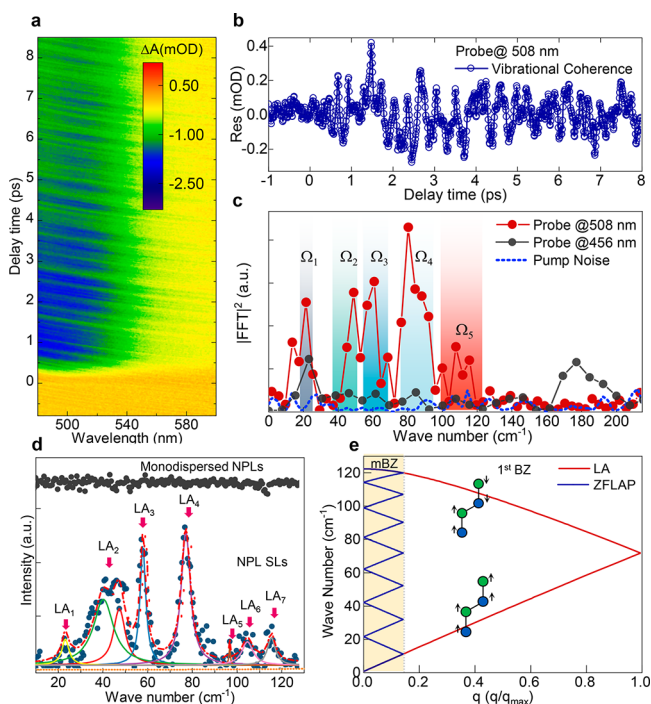 a
ΔA(mOD)
0.50
-1.00
-2.50
8
7
6
5
4
3
2
1
0
Delay time (ps)
500 540 580
Wavelength (nm)
b
Probe@ 508 nm
Vibrational Coherence
0.4
0.2
0.0
-0.2
Res (mOD)
-1 0 1 2 3 4 5 6 7 8
Delay time (ps)
c
Probe @508 nm
Probe @456 nm
Pump Noise
Ω1 Ω2 Ω3 Ω4 Ω5
|FFT|² (a.u.)
0 20 40 60 80 100 120 140 160 180 200
Wave number (cm⁻¹)
d
Monodispersed NPLs
NPL SLs
LA1 LA2 LA3 LA4 LA5 LA6 LA7
Intensity (a.u.)
20 40 60 80 100 120
Wave number (cm⁻¹)
e
mBZ
1st BZ
LA
ZFLAP
120
100
80
60
40
20
0
Wave Number (cm⁻¹)
0.0 0.2 0.4 0.6 0.8 1.0
q (q/qmax)